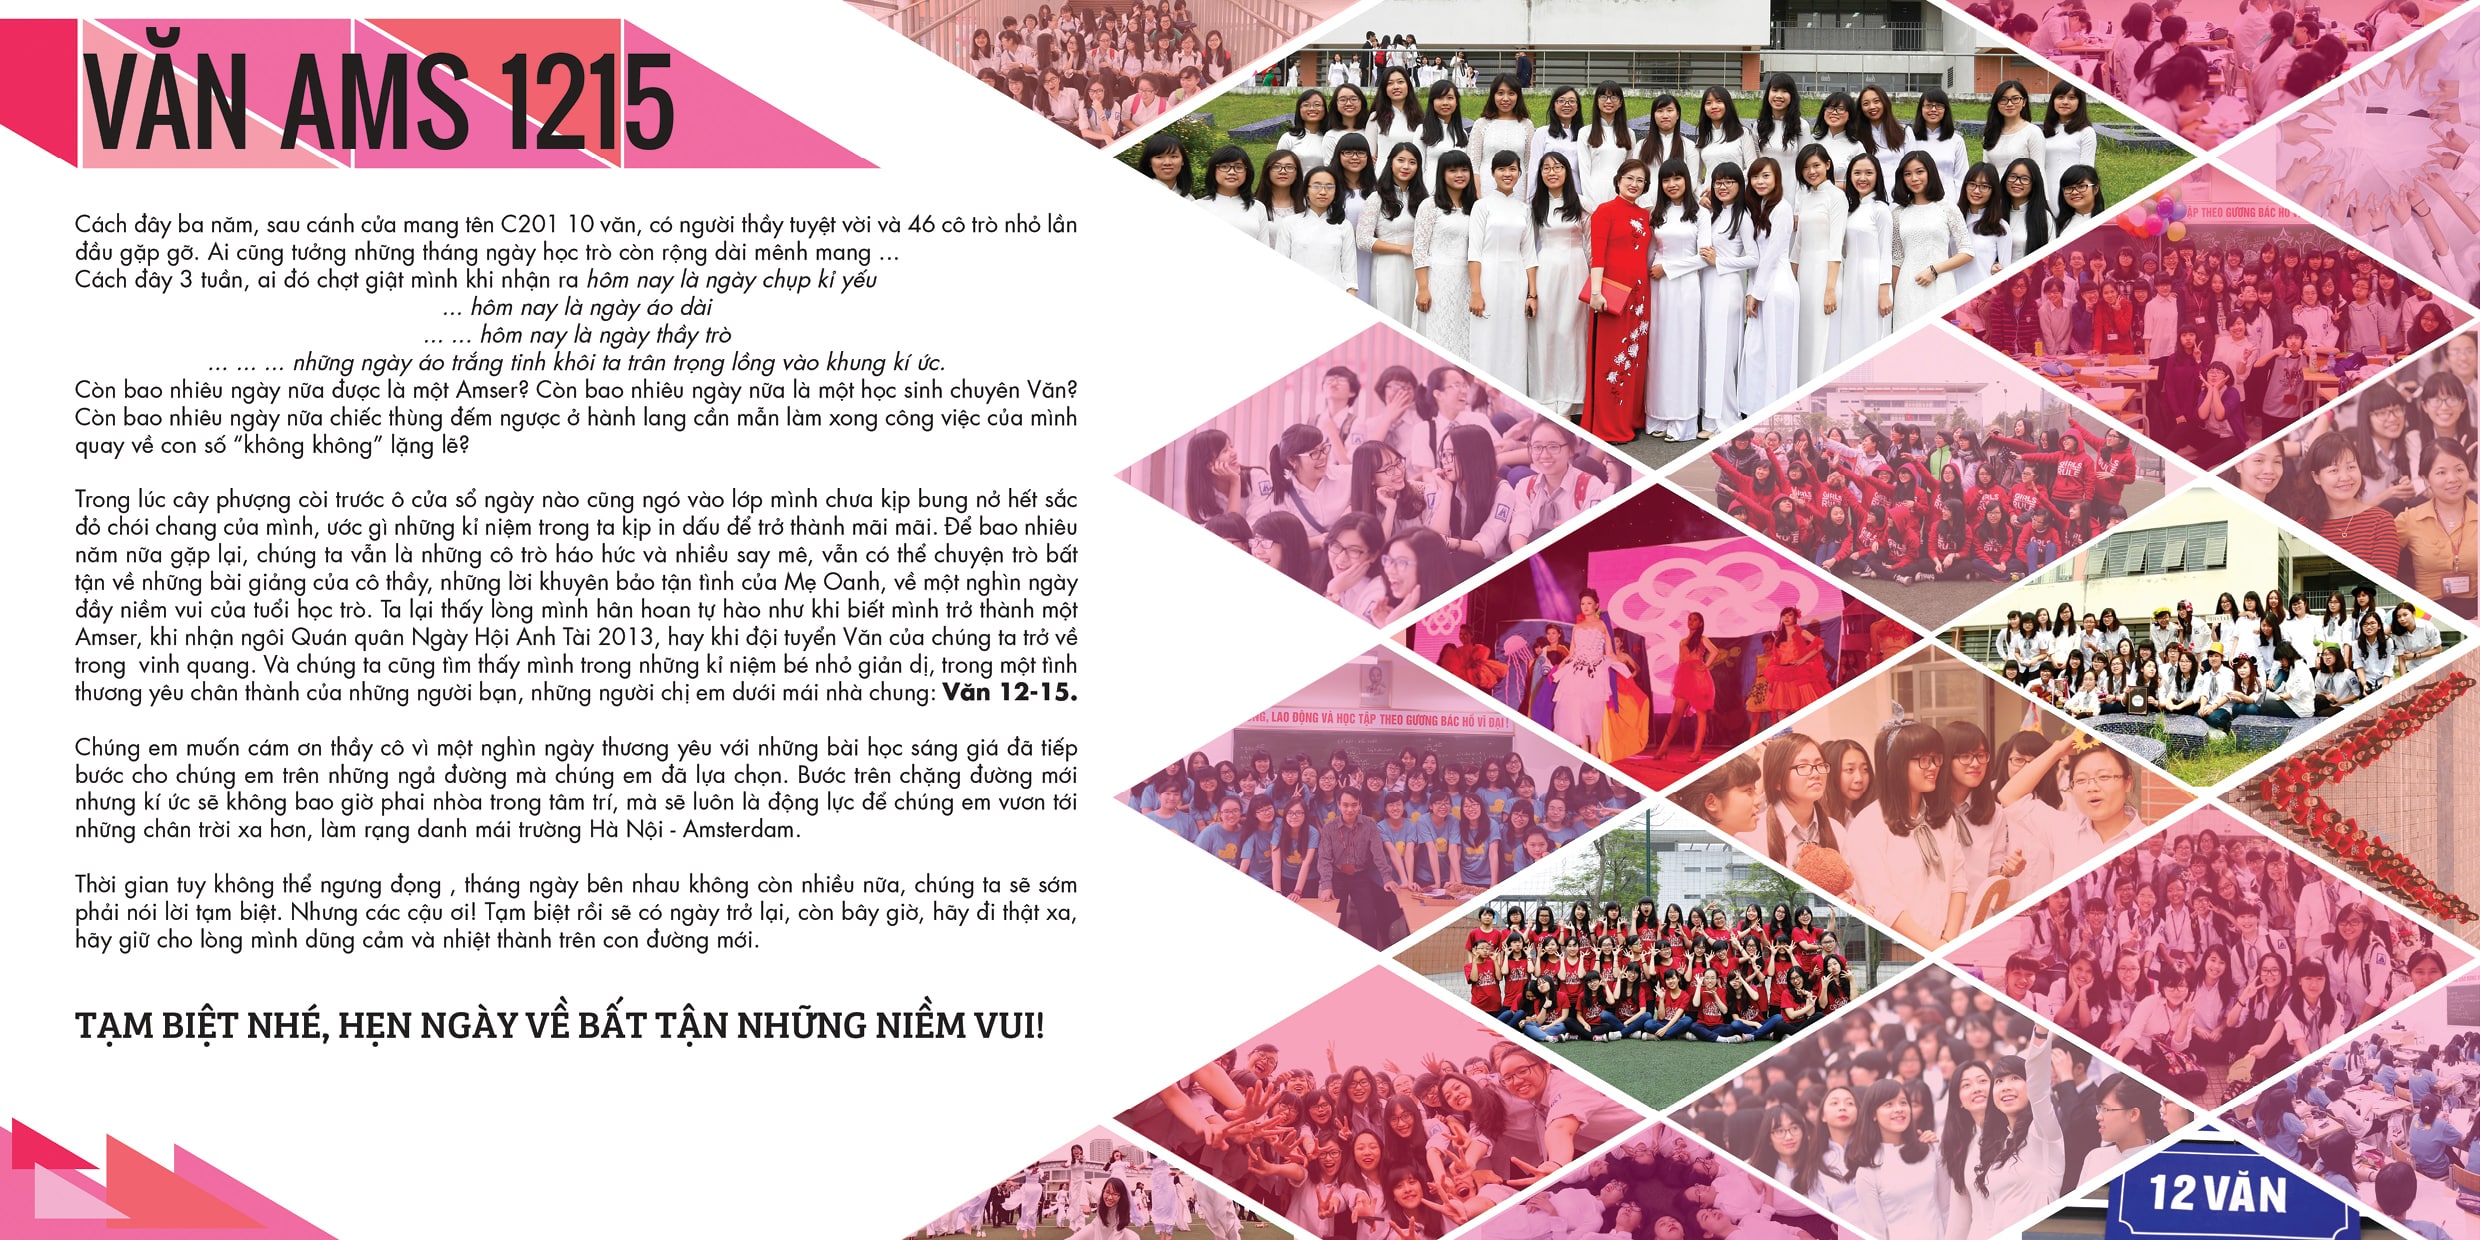 VĂN AMS 1215
Cách đây ba năm, sau cánh cửa mang tên C201 10 văn, có người thầy tuyệt vời và 46 cô trò nhỏ lần
đầu gặp gỡ. Ai cũng tưởng những tháng ngày học trò còn rộng dài mênh mang ...
Cách đây 3 tuần, ai đó chợt giật mình khi nhận ra hôm nay là ngày chụp kỉ yếu
... hôm nay là ngày áo dài
... ... hôm nay là ngày thầy trò
... ... ... những ngày áo trắng tinh khôi ta trân trọng lồng vào khung kí ức.
Còn bao nhiêu ngày nữa được là một Amser? Còn bao nhiêu ngày nữa là một học sinh chuyên Văn?
Còn bao nhiêu ngày nữa chiếc thùng đếm ngược ở hành lang cần mẫn làm xong công việc của mình
quay về con số “không không” lặng lẽ?
Trong lúc cây phượng còi trước ô cửa sổ ngày nào cũng ngó vào lớp mình chưa kịp bung nở hết sắc
đỏ chói chang của mình, ước gì những kỉ niệm trong ta kịp in dấu để trở thành mãi mãi. Để bao nhiêu
năm nữa gặp lại, chúng ta vẫn là những cô trò háo hức và nhiều say mê, vẫn có thể chuyện trò bất
tận về những bài giảng của cô thầy, những lời khuyên bảo tận tình của Mẹ Oanh, về một nghìn ngày
đầy niềm vui của tuổi học trò. Ta lại thấy lòng mình hân hoan tự hào như khi biết mình trở thành một
Amser, khi nhận ngôi Quán quân Ngày Hội Anh Tài 2013, hay khi đội tuyển Văn của chúng ta trở về
trong vinh quang. Và chúng ta cũng tìm thấy mình trong những kỉ niệm bé nhỏ giản dị, trong một tình
thương yêu chân thành của những người bạn, những người chị em dưới mái nhà chung: Văn 12-15.
Chúng em muốn cám ơn thầy cô vì một nghìn ngày thương yêu với những bài học sáng giá đã tiếp
bước cho chúng em trên những ngả đường mà chúng em đã lựa chọn. Bước trên chặng đường mới
nhưng kí ức sẽ không bao giờ phai nhòa trong tâm trí, mà sẽ luôn là động lực để chúng em vươn tới
những chân trời xa hơn, làm rạng danh mái trường Hà Nội - Amsterdam.
Thời gian tuy không thể ngưng đọng , tháng ngày bên nhau không còn nhiều nữa, chúng ta sẽ sớm
phải nói lời tạm biệt. Nhưng các cậu ơi! Tạm biệt rồi sẽ có ngày trở lại, còn bây giờ, hãy đi thật xa,
hãy giữ cho lòng mình dũng cảm và nhiệt thành trên con đường mới.
TẠM BIỆT NHÉ, HẸN NGÀY VỀ BẤT TẬN NHỮNG NIỀM VUI!
TẬP THEO GƯƠNG BÁC HỒ
GIRLS RULE
LAO ĐỘNG VÀ HỌC TẬP THEO GƯƠNG BÁC HỒ VĨ ĐẠI!
12 VĂN